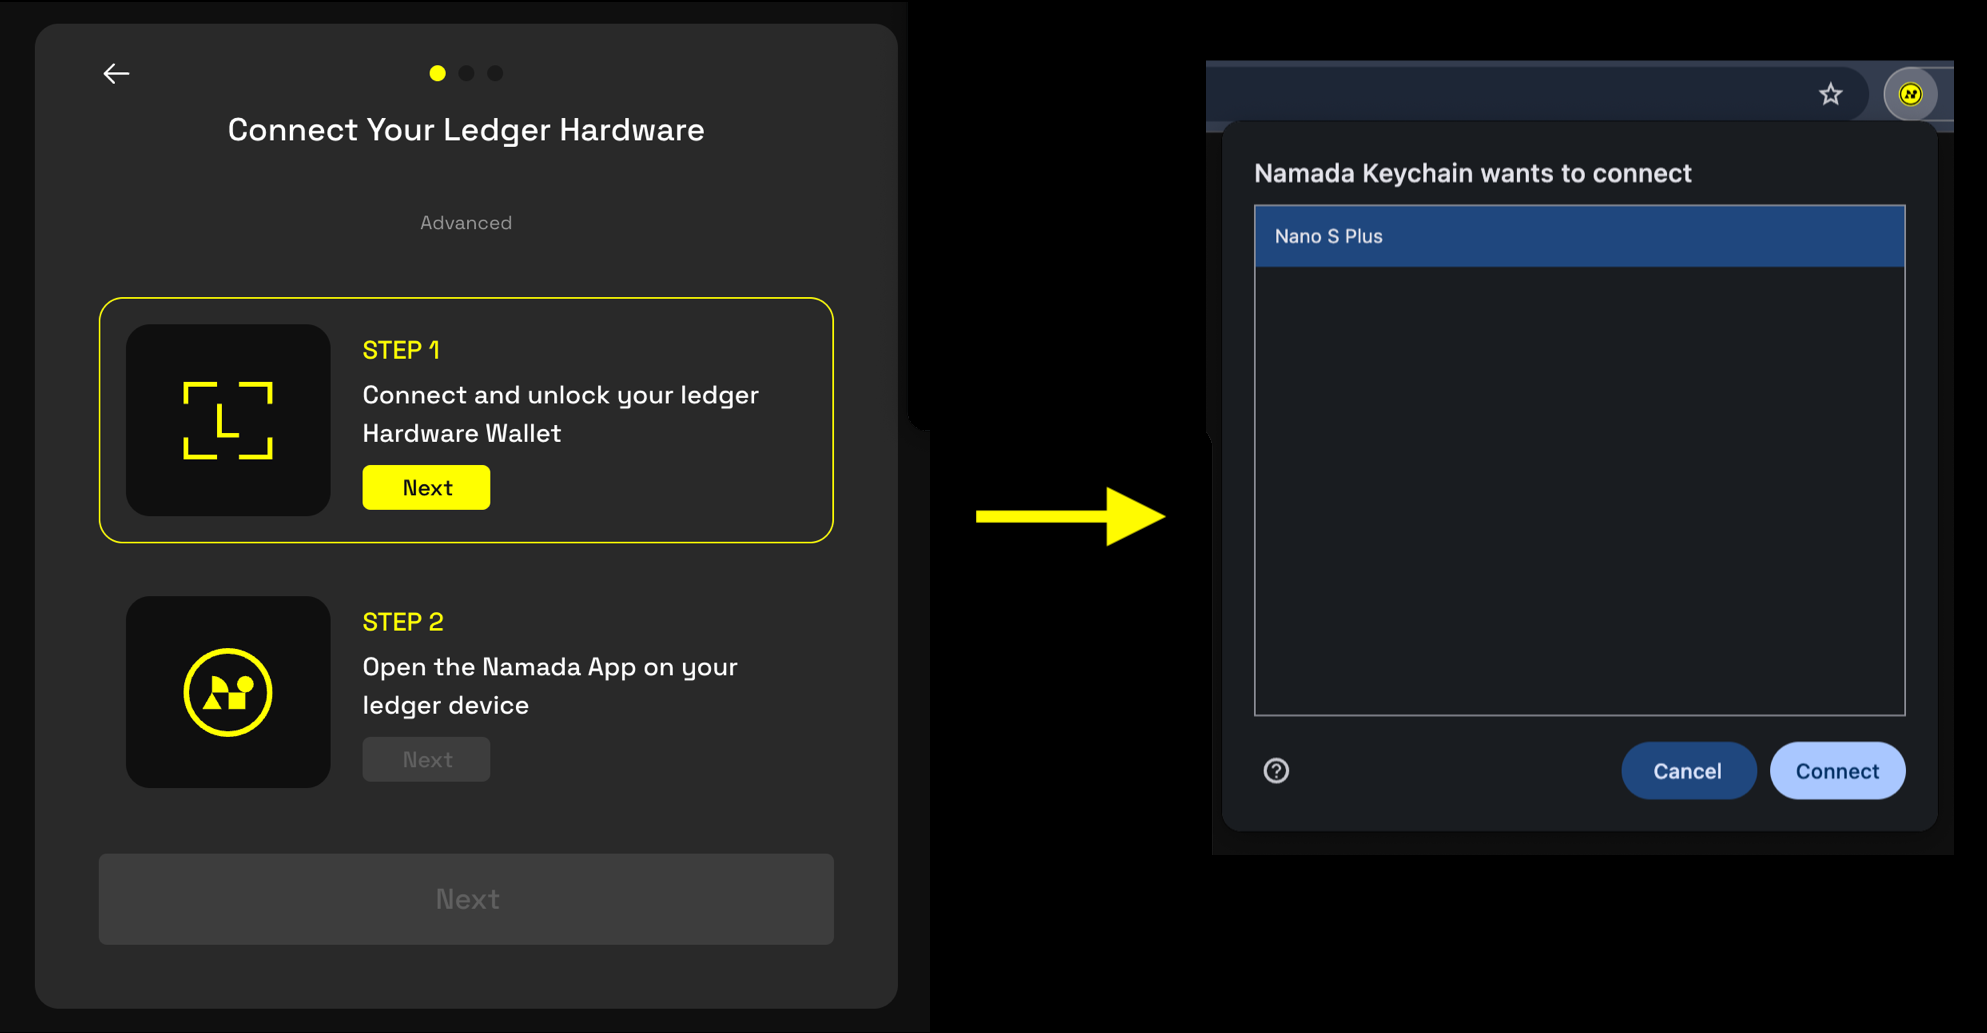 Connect Your Ledger Hardware
Advanced
STEP 1
Connect and unlock your ledger
Hardware Wallet
Next
STEP 2
Open the Namada App on your
ledger device
Next
Next
Namada Keychain wants to connect
Nano S Plus
Cancel
Connect